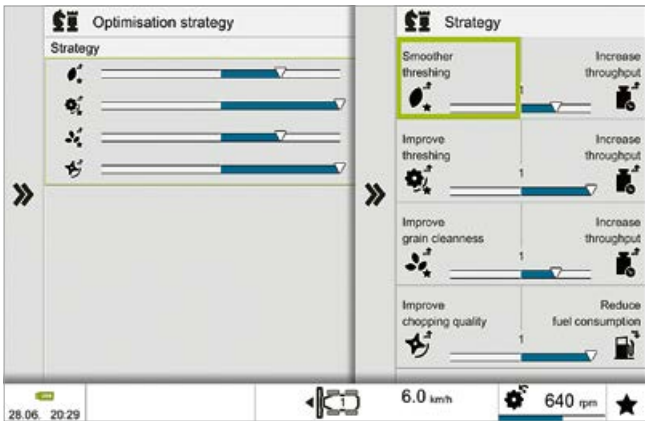 Optimisation strategy
Strategy
Strategy
Smoother
threshing
Increase
throughput
1
Improve
threshing
Increase
throughput
1
Improve
grain cleanness
Increase
throughput
1
Improve
chopping quality
Reduce
fuel consumption
1
28.06. 20:29
1
6.0 km/h
640 rpm